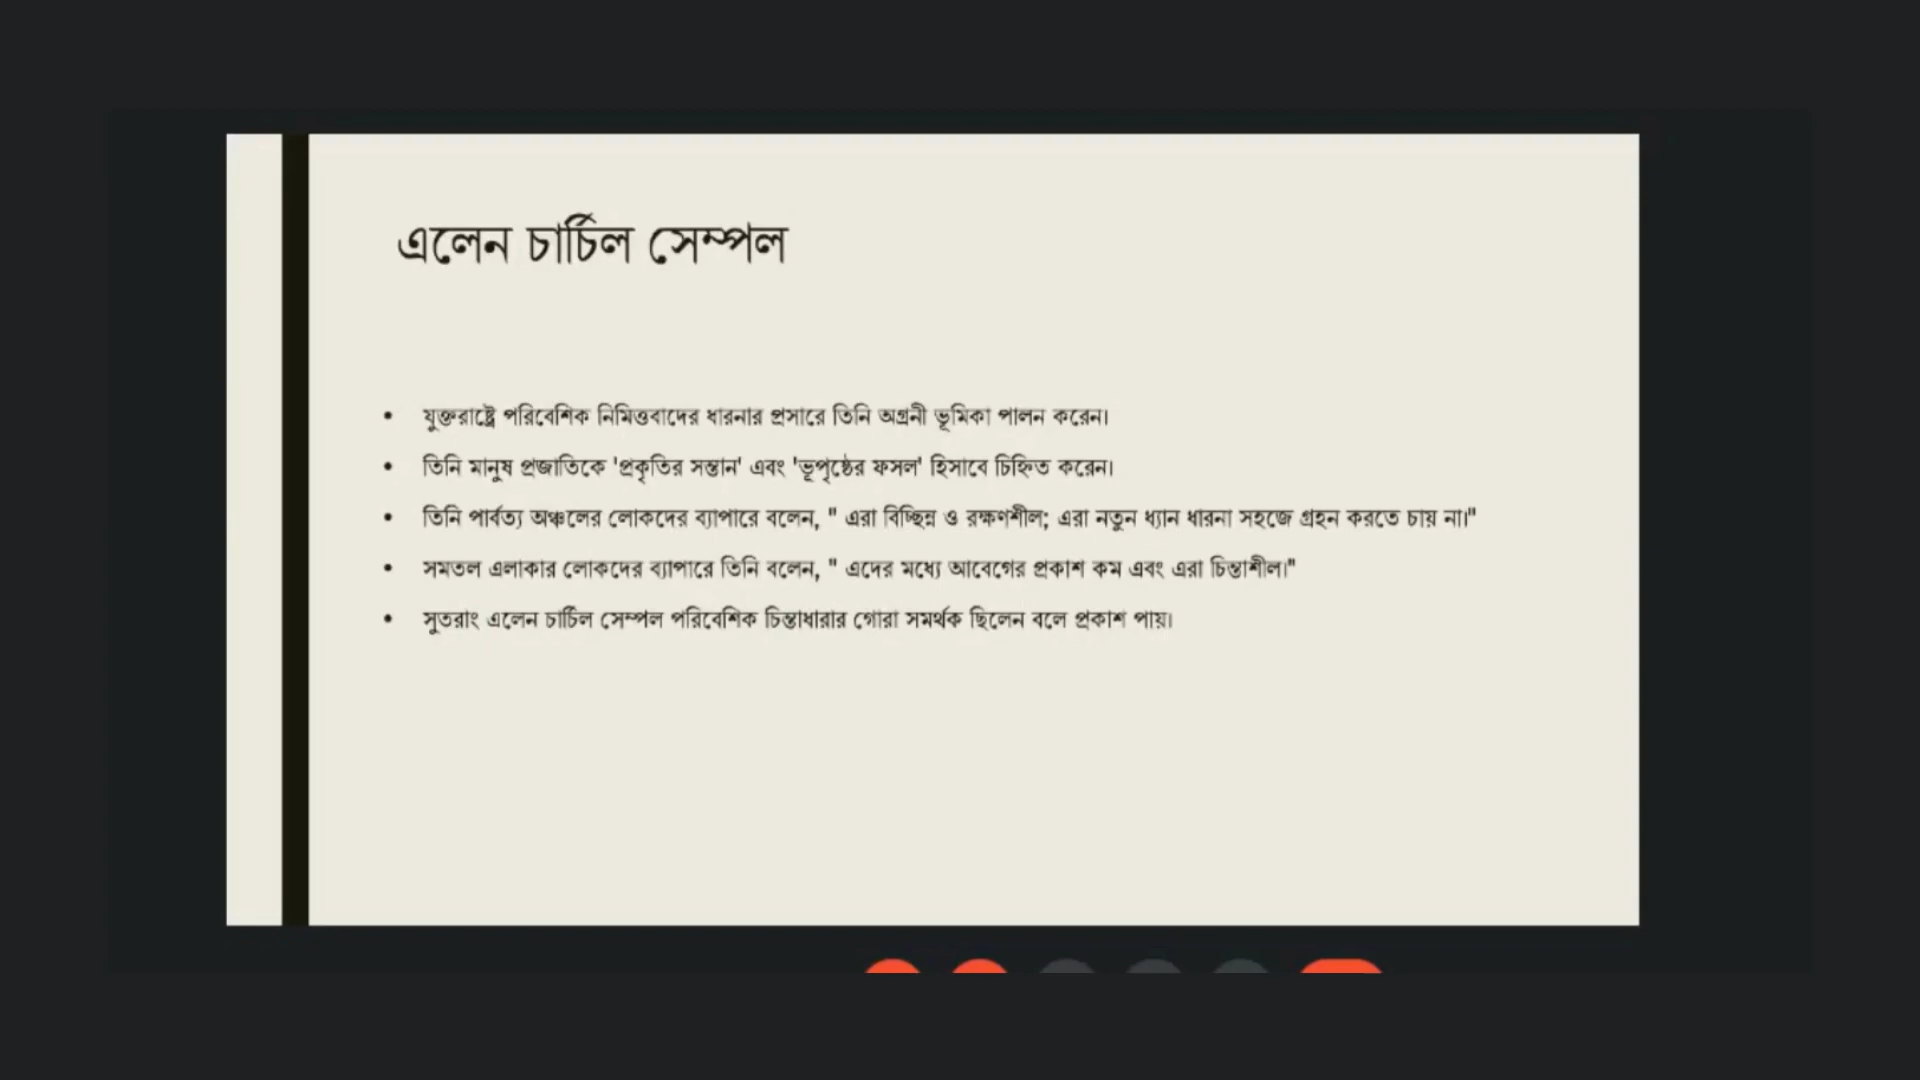 এলেন চার্চিল সেম্পল
• যুক্তরাষ্ট্রে পরিবেশিক নিমিত্তবাদের ধারনার প্রসারে তিনি অগ্রনী ভূমিকা পালন করেন।
• তিনি মানুষ প্রজাতিকে 'প্রকৃতির সন্তান' এবং 'ভূপৃষ্ঠের ফসল' হিসাবে চিহ্নিত করেন।
• তিনি পার্বত্য অঞ্চলের লোকদের ব্যাপারে বলেন, " এরা বিচ্ছিন্ন ও রক্ষণশীল; এরা নতুন ধ্যান ধারনা সহজে গ্রহন করতে চায় না।"
• সমতল এলাকার লোকদের ব্যাপারে তিনি বলেন, " এদের মধ্যে আবেগের প্রকাশ কম এবং এরা চিন্তাশীল।"
• সুতরাং এলেন চার্চিল সেম্পল পরিবেশিক চিন্তাধারার গোরা সমর্থক ছিলেন বলে প্রকাশ পায়।